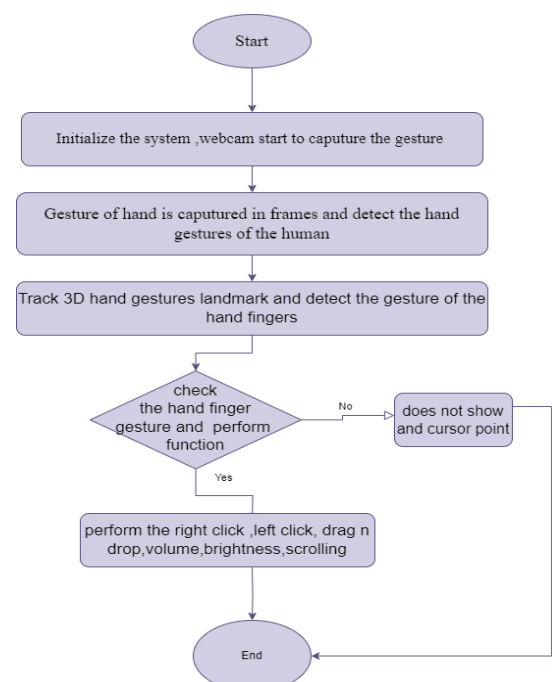 Start
Initialize the system ,webcam start to caputure the gesture
Gesture of hand is caputured in frames and detect the hand
gestures of the human
Track 3D hand gestures landmark and detect the gesture of the
hand fingers
check
the hand finger
gesture and perform
function
No
does not show
and cursor point
Yes
perform the right click ,left click, drag n
drop,volume,brightness,scrolling
End